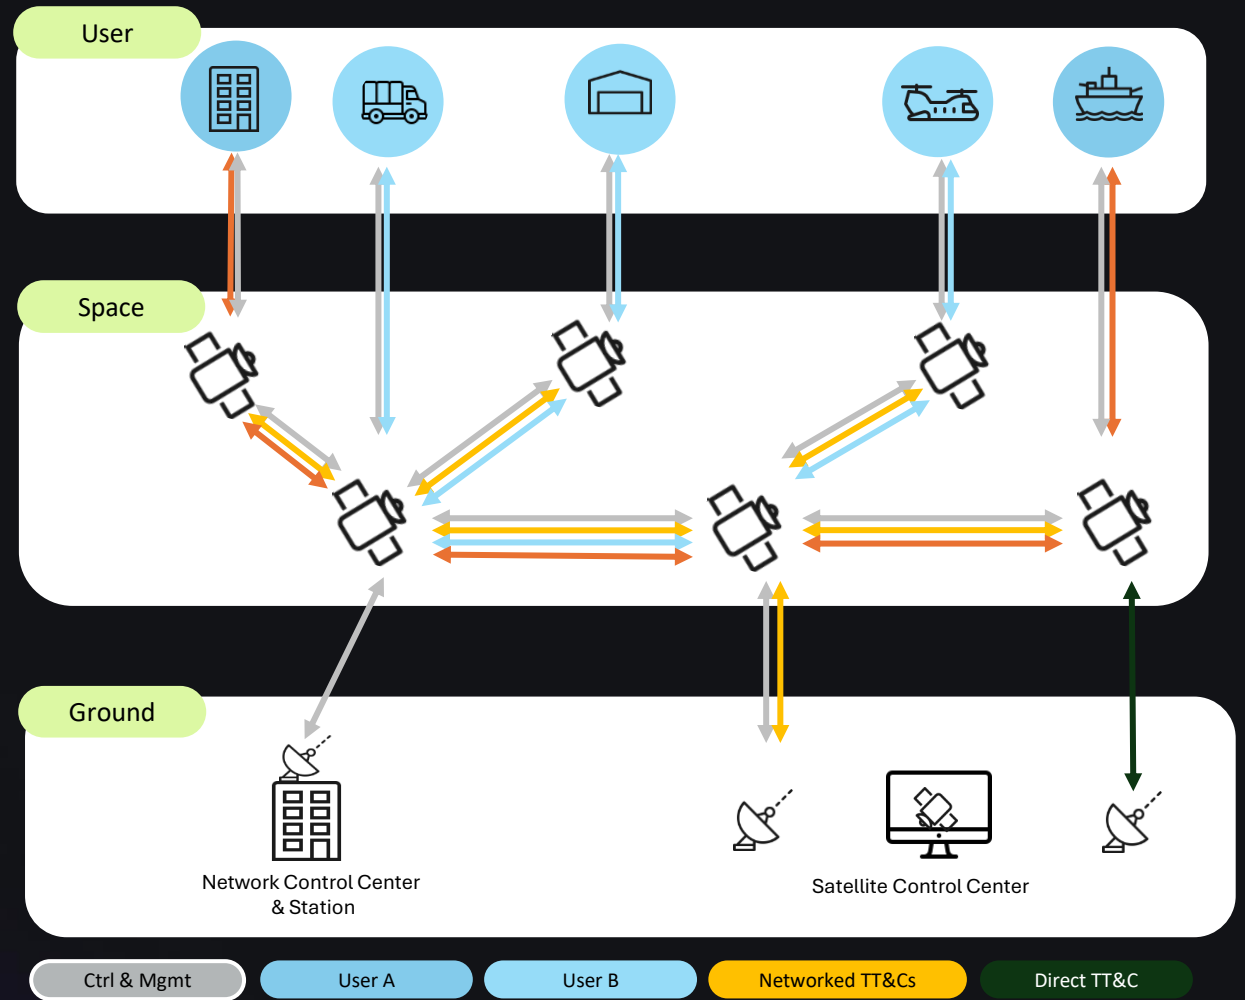 User
Space
Ground
Network Control Center
& Station
Satellite Control Center
Ctrl & Mgmt
User A
User B
Networked TT&Cs
Direct TT&C